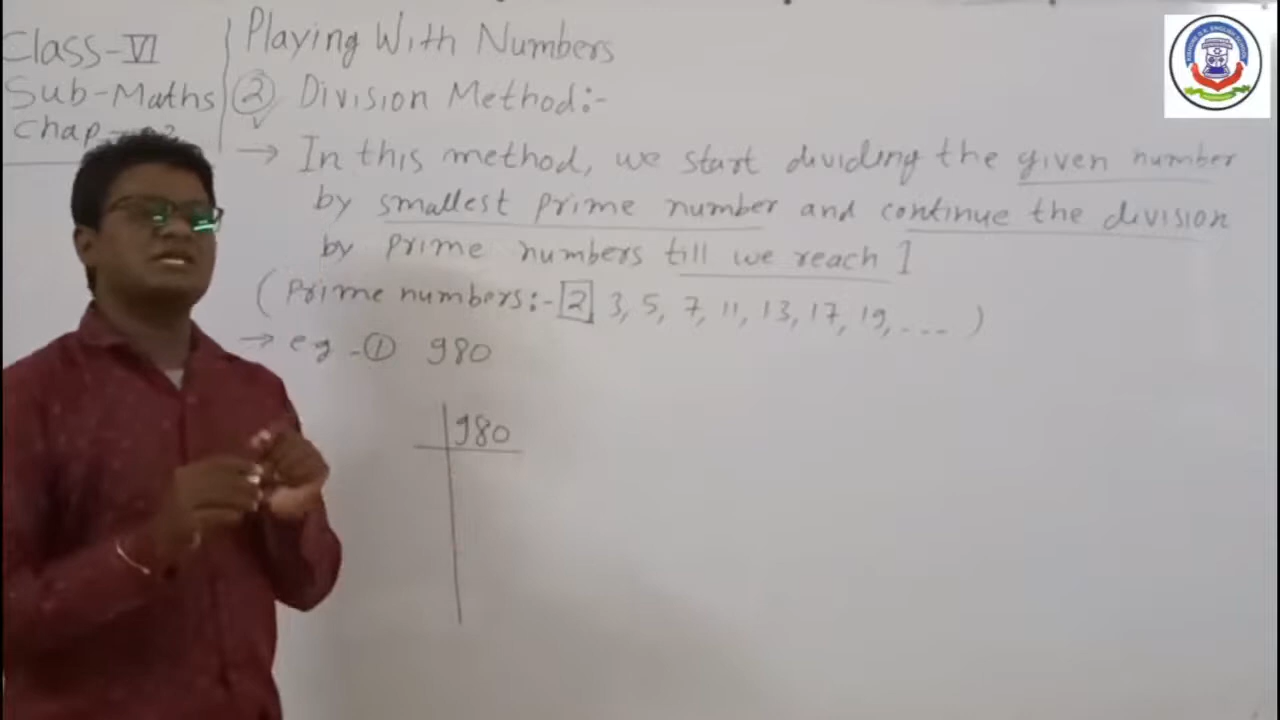 Class-VI
Sub-Maths
Chap-
Playing With Numbers
② Division Method:-
→ In this method, we start dividing the given number
by smallest prime number and continue the division
by prime numbers till we reach 1
(Prime numbers:- 2 3, 5, 7, 11, 13, 17, 19, .... )
→ eg -① 980
980